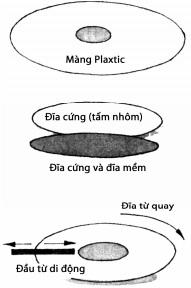 Màng Plaxtic
Đĩa cứng (tấm nhôm)
Đĩa cứng và đĩa mềm
Đĩa từ quay
Đầu từ di động